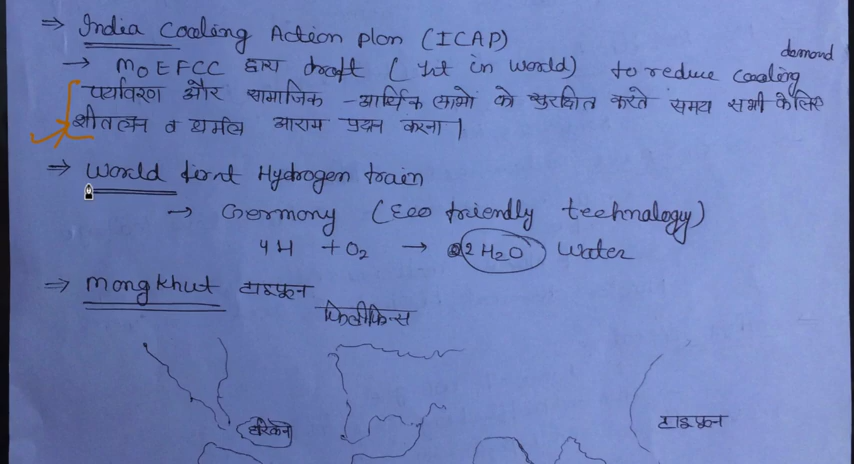 ⇒ India Cooling Action plan (ICAP)
→ MoEFCC द्वारा draft (1st in World) to reduce cooling demand
पर्यावरण और सामाजिक - आर्थिक लाभो को सुरक्षित करते समय सभी के लिए
शीतलन व थर्मल आराम प्रदान करना।
⇒ World first Hydrogen train
→ Germany (Eco friendly technology)
4H + O₂ → 2H₂O Water
⇒ Mongkhut टाइफून
फिलीपिन्स
हरिकेन टाइफून